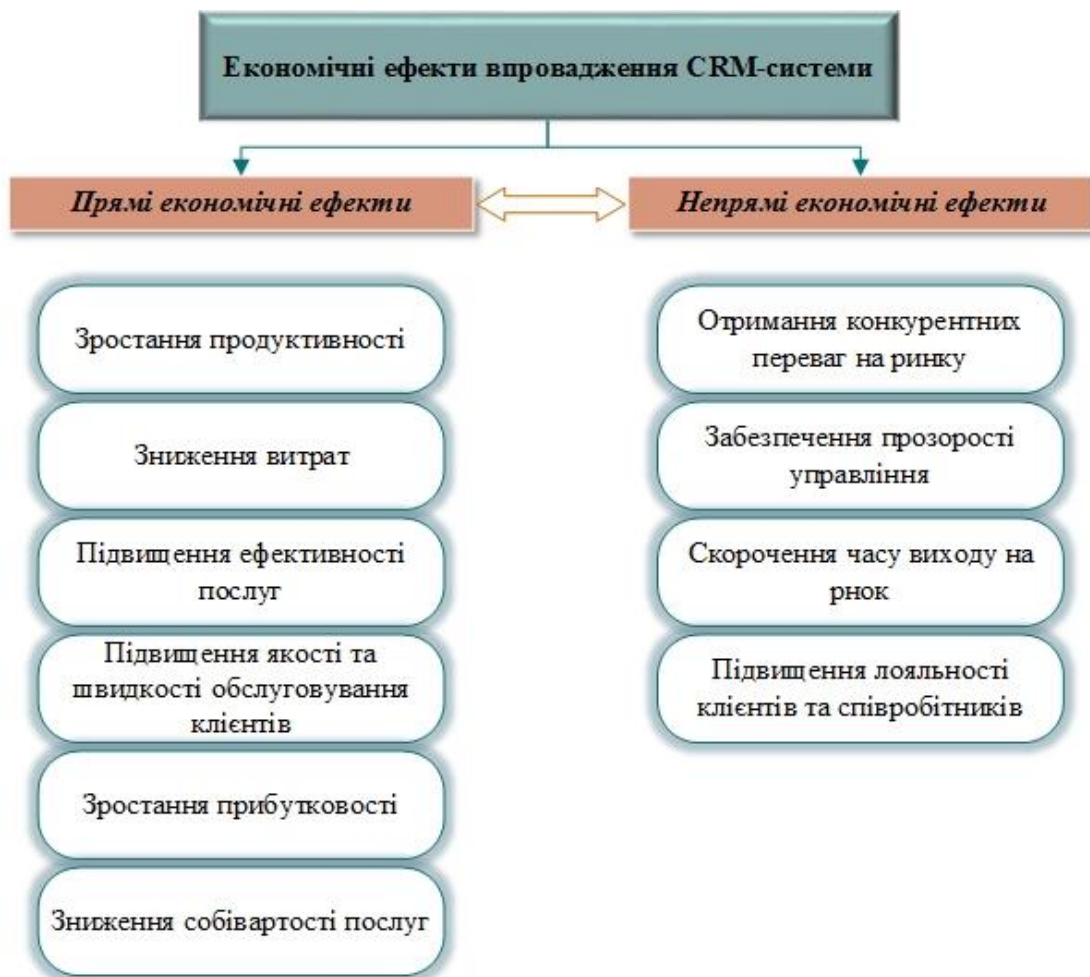 Економічні ефекти впровадження CRM-системи
Прямі економічні ефекти
Непрямі економічні ефекти
Зростання продуктивності
Зниження витрат
Підвищення ефективності
послуг
Підвищення якості та
швидкості обслуговування
клієнтів
Зростання прибутковості
Зниження собівартості послуг
Отримання конкурентних
переваг на ринку
Забезпечення прозорості
управління
Скорочення часу виходу на
рнок
Підвищення лояльності
клієнтів та співробітників